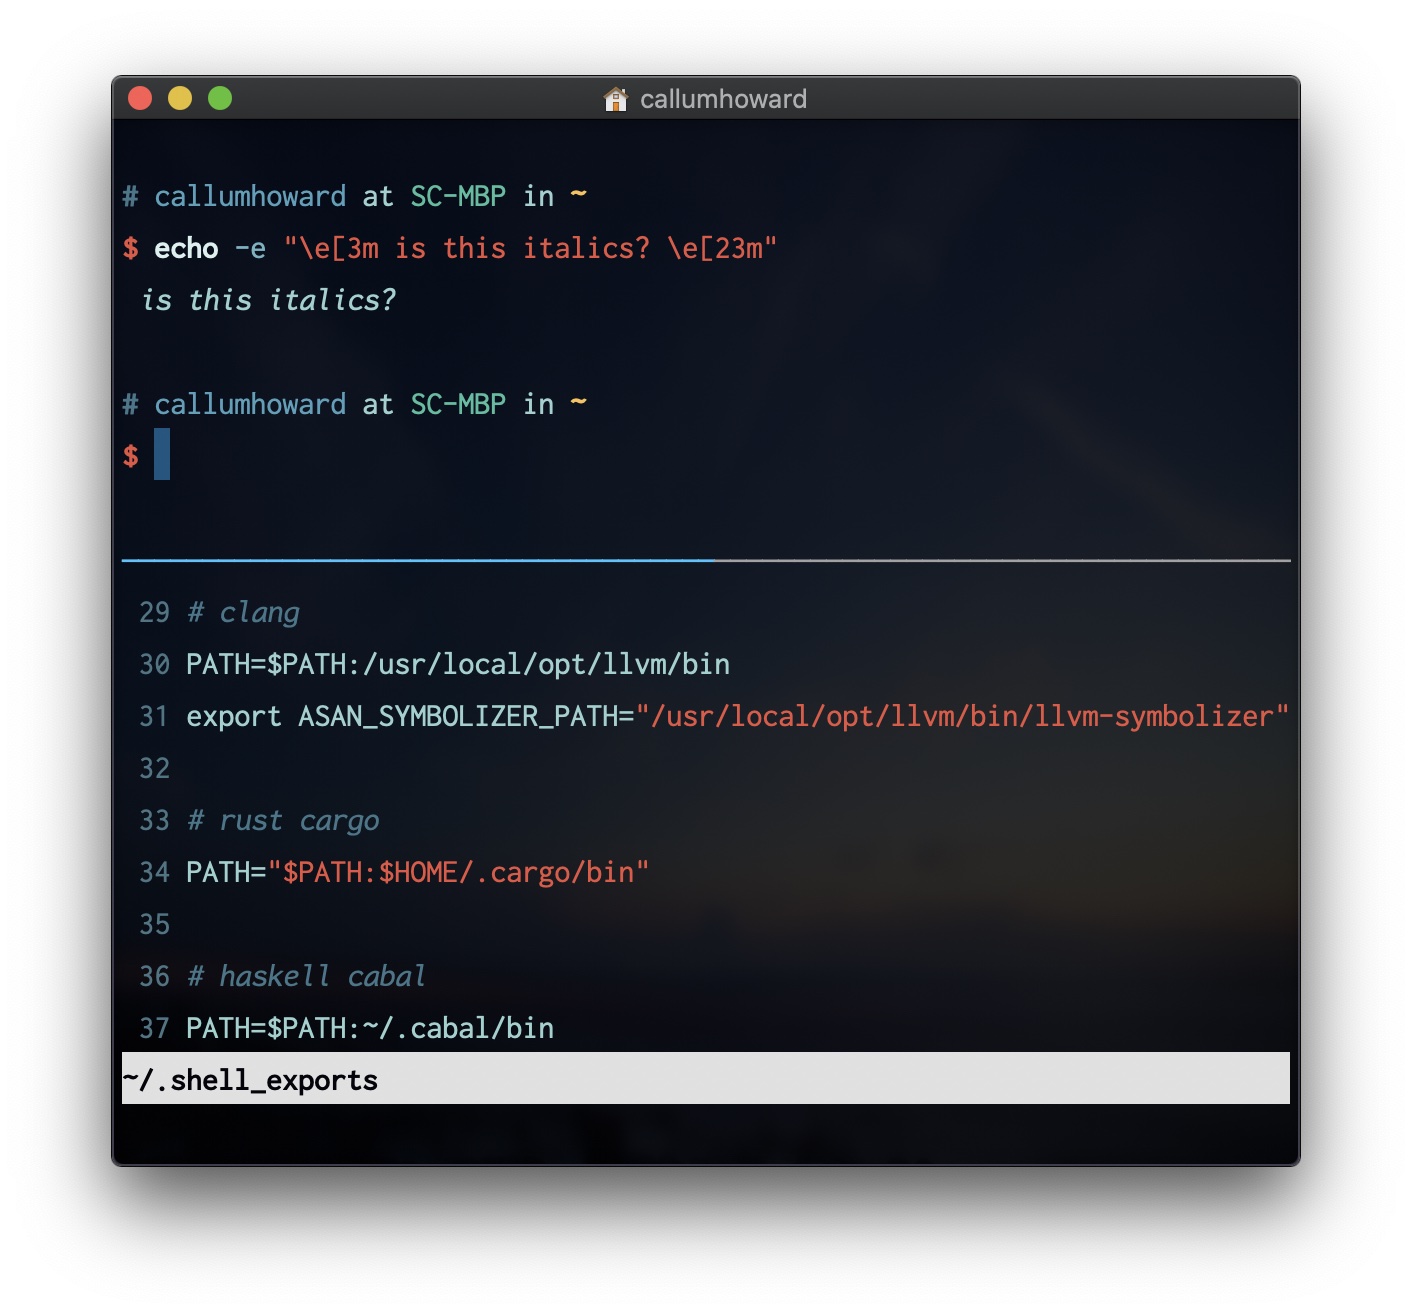 callumhoward
# callumhoward at SC-MBP in ~
$ echo -e "\e[3m is this italics? \e[23m"
is this italics?
# callumhoward at SC-MBP in ~
$
29 # clang
30 PATH=$PATH:/usr/local/opt/llvm/bin
31 export ASAN_SYMBOLIZER_PATH="/usr/local/opt/llvm/bin/llvm-symbolizer"
32
33 # rust cargo
34 PATH="$PATH:$HOME/.cargo/bin"
35
36 # haskell cabal
37 PATH=$PATH:~/.cabal/bin
~/.shell_exports